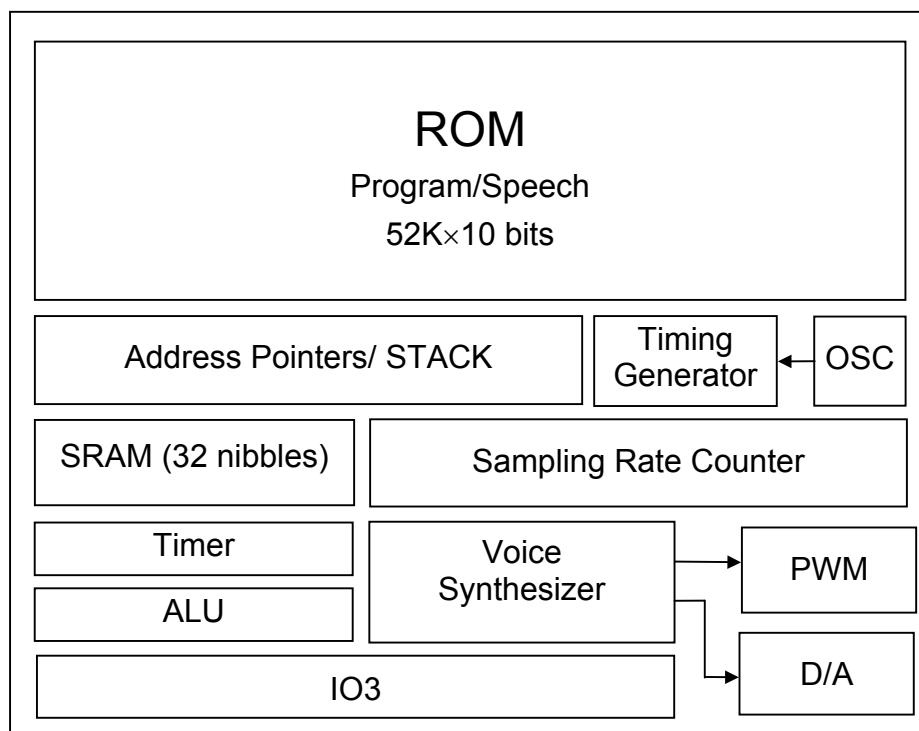 ROM
Program/Speech
52K×10 bits
Address Pointers/ STACK
Timing
Generator
OSC
SRAM (32 nibbles)
Sampling Rate Counter
Timer
Voice
Synthesizer
PWM
ALU
IO3
D/A